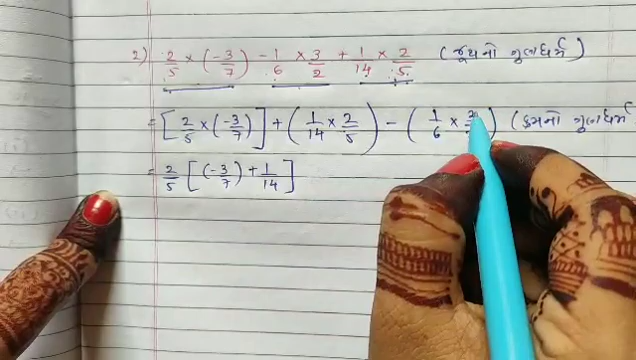 2) 2/5 × (-3/7) - 1/6 × 3/2 + 1/14 × 2/5 (જૂથનો ગુણધર્મ)
= [2/5 × (-3/7)] + (1/14 × 2/5) - (1/6 × 3/2) (ક્રમનો ગુણધર્મ
= 2/5 [(-3/7) + 1/14]